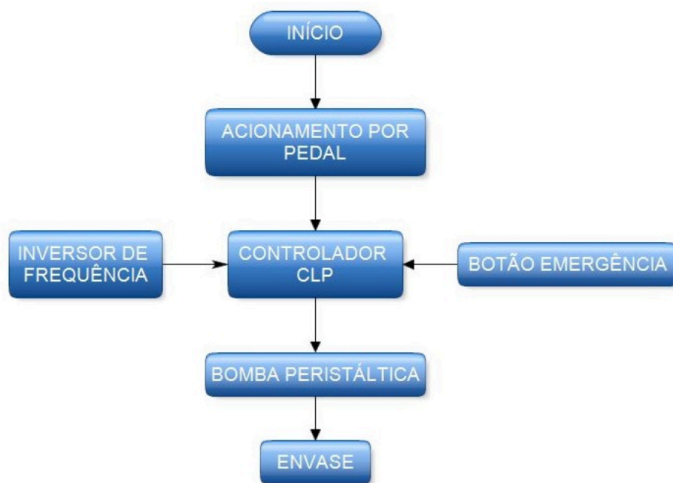 INÍCIO
ACIONAMENTO POR
PEDAL
INVERSOR DE
FREQUÊNCIA
CONTROLADOR
CLP
BOTÃO EMERGÊNCIA
BOMBA PERISTÁLTICA
ENVASE